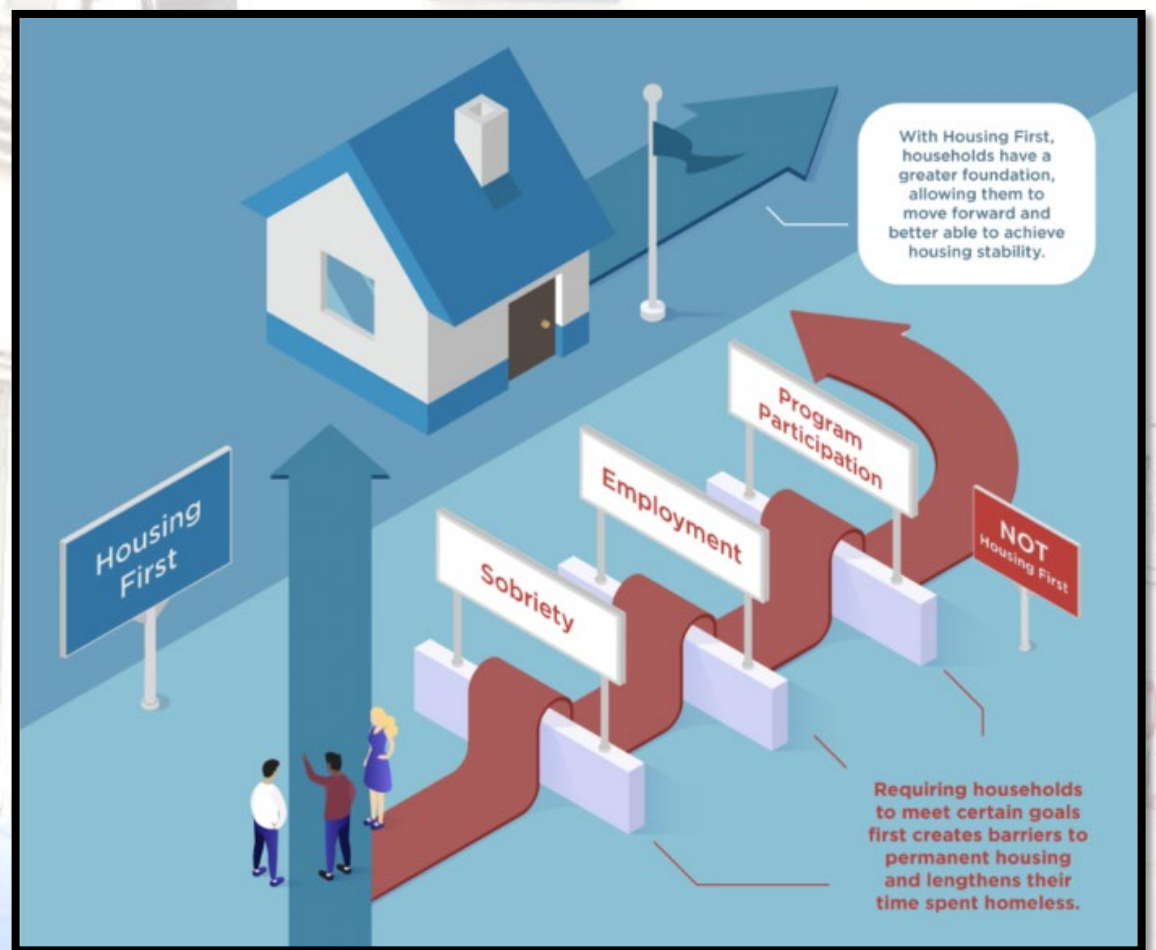 With Housing First,
households have a
greater foundation,
allowing them to
move forward and
better able to achieve
housing stability.
Housing
First
Sobriety
Employment
Program
Participation
NOT
Housing First
Requiring households
to meet certain goals
first creates barriers to
permanent housing
and lengthens their
time spent homeless.